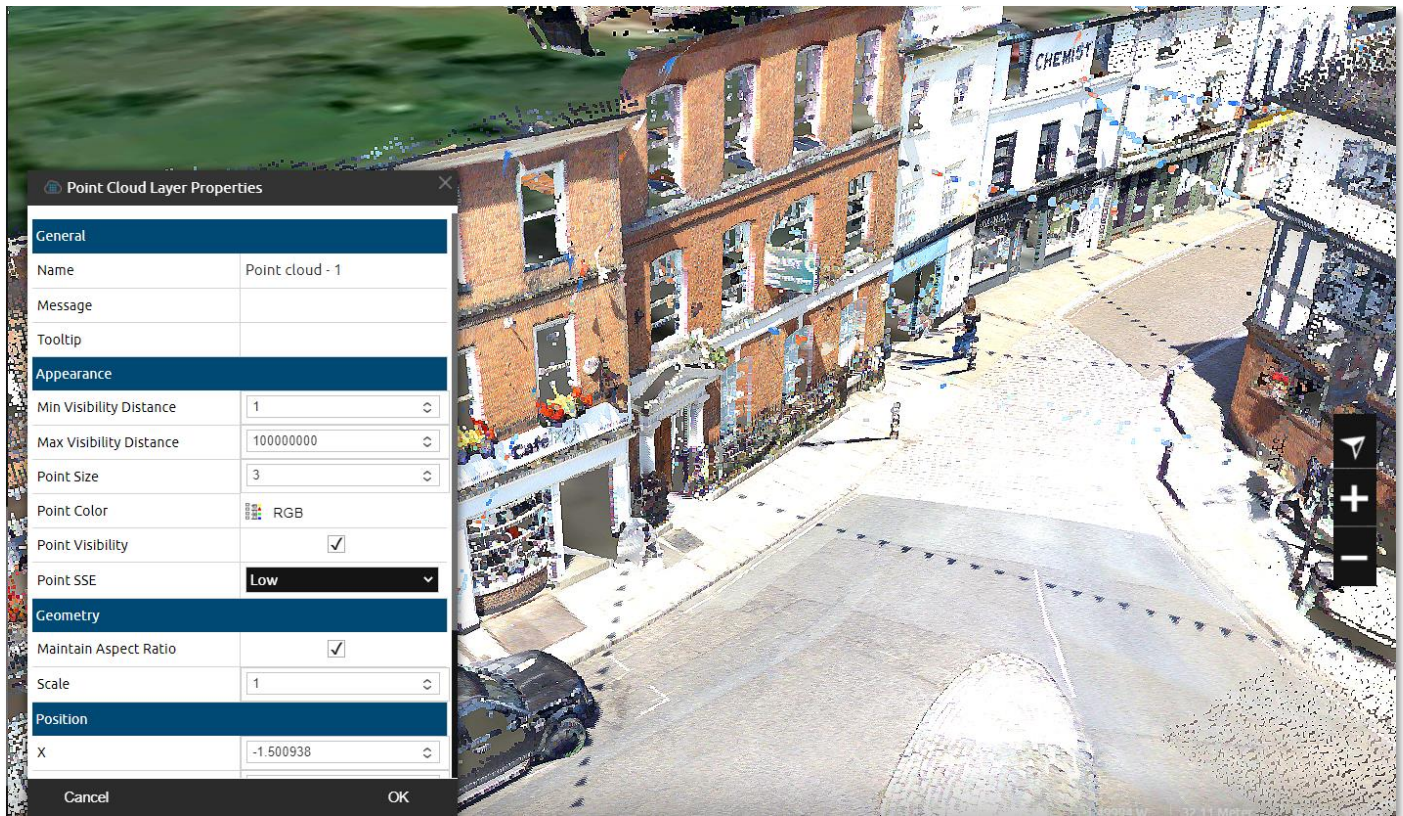 Point Cloud Layer Properties
General
Name Point cloud - 1
Message
Tooltip
Appearance
Min Visibility Distance 1
Max Visibility Distance 100000000
Point Size 3
Point Color RGB
Point Visibility
Point SSE Low
Geometry
Maintain Aspect Ratio
Scale 1
Position
X -1.500938
Cancel OK
CHEMIST
Cafe